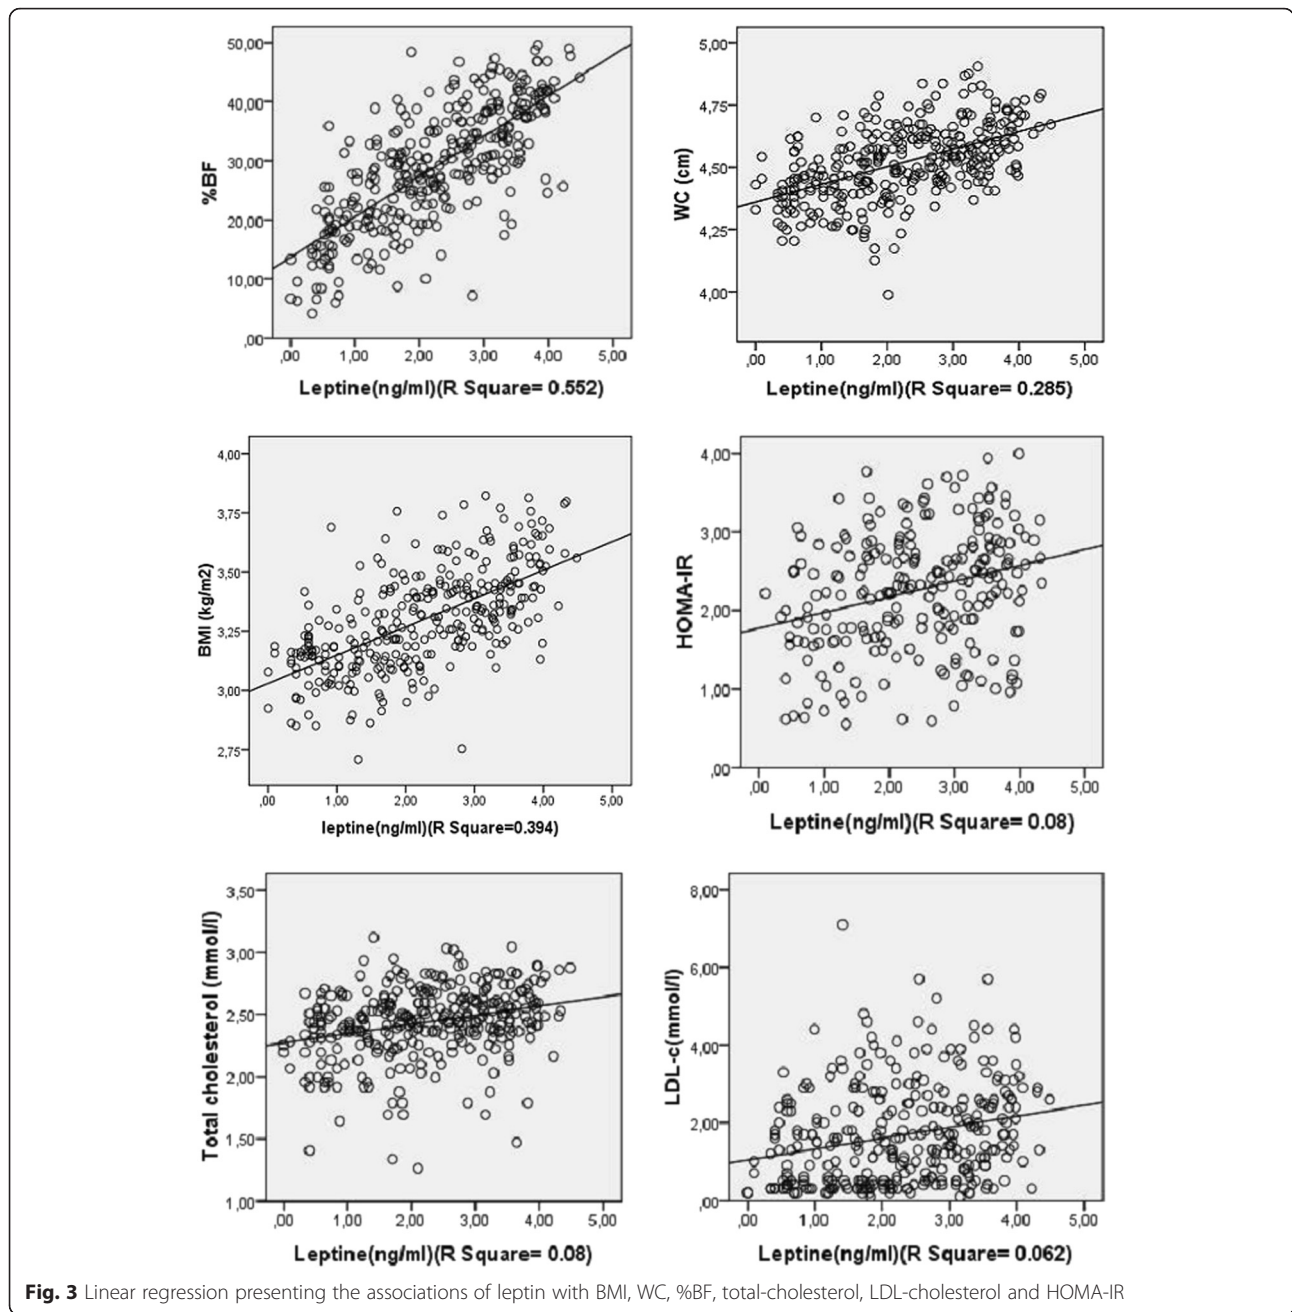 50,00
40,00
30,00
20,00
10,00
,00
%BF
,00 1,00 2,00 3,00 4,00 5,00
Leptine(ng/ml)(R Square= 0.552)
5,00
4,75
4,50
4,25
4,00
WC (cm)
,00 1,00 2,00 3,00 4,00 5,00
Leptine(ng/ml)(R Square= 0.285)
4,00
3,75
3,50
3,25
3,00
2,75
BMI (kg/m2)
,00 1,00 2,00 3,00 4,00 5,00
leptine(ng/ml)(R Square=0.394)
4,00
3,00
2,00
1,00
,00
HOMA-IR
,00 1,00 2,00 3,00 4,00 5,00
Leptine(ng/ml)(R Square= 0.08)
3,50
3,00
2,50
2,00
1,50
1,00
Total cholesterol (mmol/l)
,00 1,00 2,00 3,00 4,00 5,00
Leptine(ng/ml)(R Square= 0.08)
8,00
6,00
4,00
2,00
,00
LDL-c(mmol/l)
,00 1,00 2,00 3,00 4,00 5,00
Leptine(ng/ml)(R Square= 0.062)
Fig. 3 Linear regression presenting the associations of leptin with BMI, WC, %BF, total-cholesterol, LDL-cholesterol and HOMA-IR